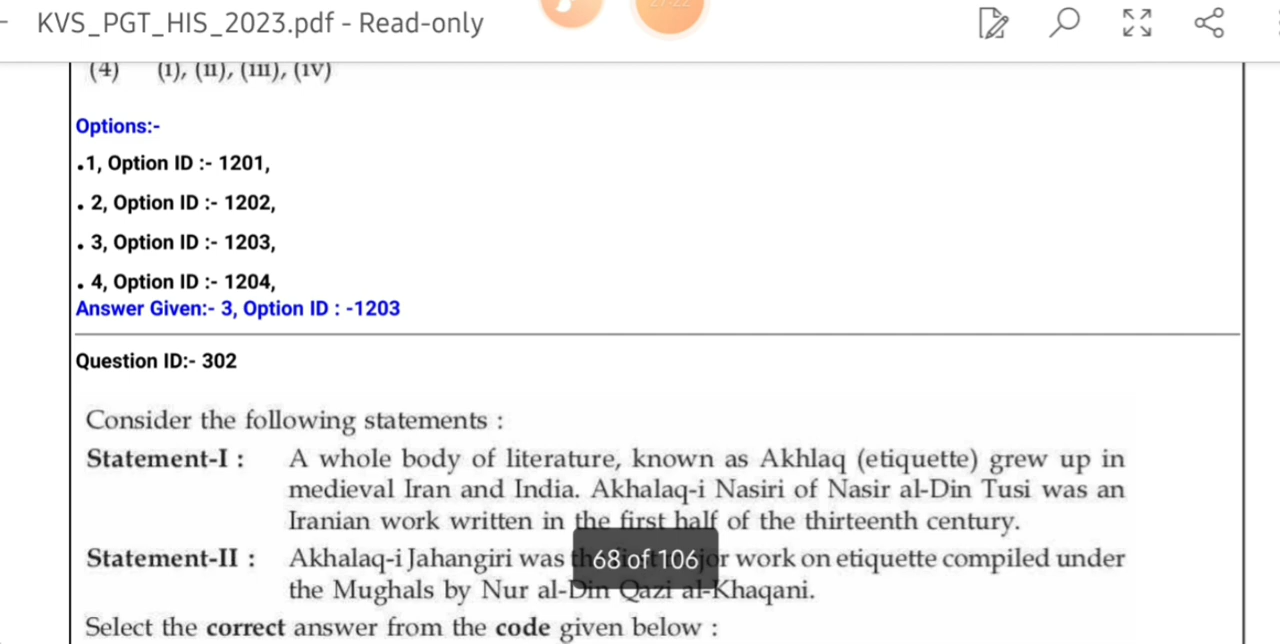 KVS_PGT_HIS_2023.pdf - Read-only
27:22
(4) (I), (II), (III), (IV)
Options:-
.1, Option ID :- 1201,
. 2, Option ID :- 1202,
. 3, Option ID :- 1203,
. 4, Option ID :- 1204,
Answer Given:- 3, Option ID : -1203
Question ID:- 302
Consider the following statements :
Statement-I : A whole body of literature, known as Akhlaq (etiquette) grew up in
medieval Iran and India. Akhalaq-i Nasiri of Nasir al-Din Tusi was an
Iranian work written in the first half of the thirteenth century.
Statement-II : Akhalaq-i Jahangiri was 68 of 106 work on etiquette compiled under
the Mughals by Nur al-Din Qazi al-Khaqani.
Select the correct answer from the code given below :